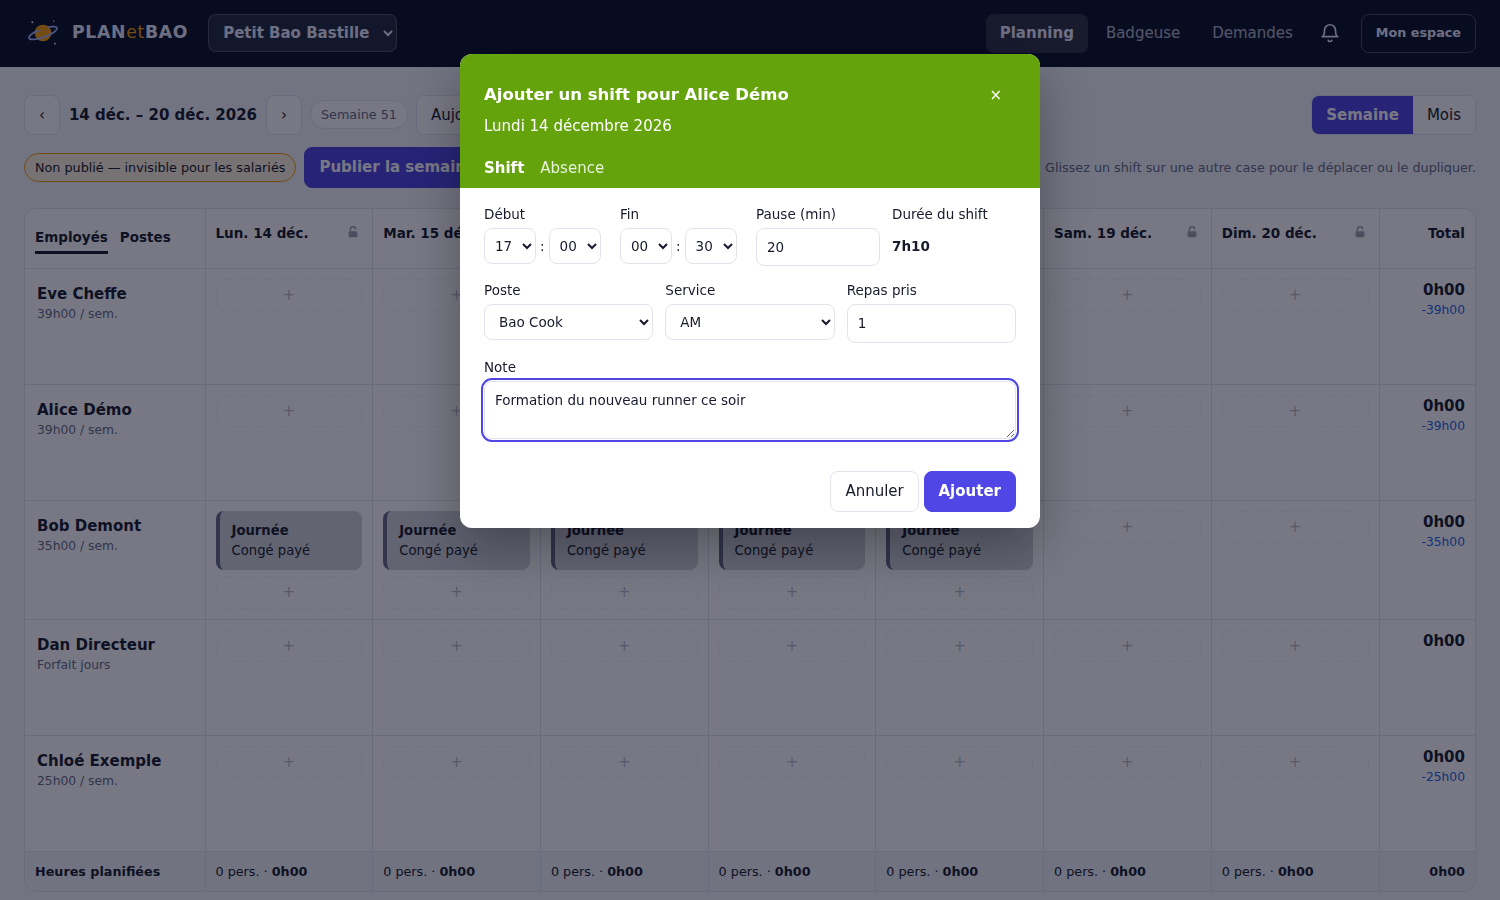 PLANetBAO
Petit Bao Bastille
Planning
Badgeuse
Demandes
Mon espace
‹
14 déc. – 20 déc. 2026
›
Semaine 51
Semaine
Mois
Non publié — invisible pour les salariés
Publier la
Glissez un shift sur une autre case pour le déplacer ou le dupliquer.
Ajouter un shift pour Alice Démo
×
Lundi 14 décembre 2026
Shift
Absence
Début
Fin
Pause (min)
Durée du shift
17 : 00
00 : 30
20
7h10
Poste
Service
Repas pris
Bao Cook
AM
1
Note
Formation du nouveau runner ce soir
Annuler
Ajouter
Employés
Postes
Lun. 14 déc.
Mar. 15
Sam. 19 déc.
Dim. 20 déc.
Total
Eve Cheffe
39h00 / sem.
+
+
+
+
0h00
-39h00
Alice Démo
39h00 / sem.
+
+
+
+
0h00
-39h00
Bob Demont
35h00 / sem.
Journée
Congé payé
+
Journée
Congé payé
+
Journée
Congé payé
+
Journée
Congé payé
+
Journée
Congé payé
+
+
+
0h00
-35h00
Dan Directeur
Forfait jours
+
+
+
+
+
+
+
0h00
Chloé Exemple
25h00 / sem.
+
+
+
+
+
+
+
0h00
-25h00
Heures planifiées
0 pers. · 0h00
0 pers. · 0h00
0 pers. · 0h00
0 pers. · 0h00
0 pers. · 0h00
0 pers. · 0h00
0 pers. · 0h00
0h00